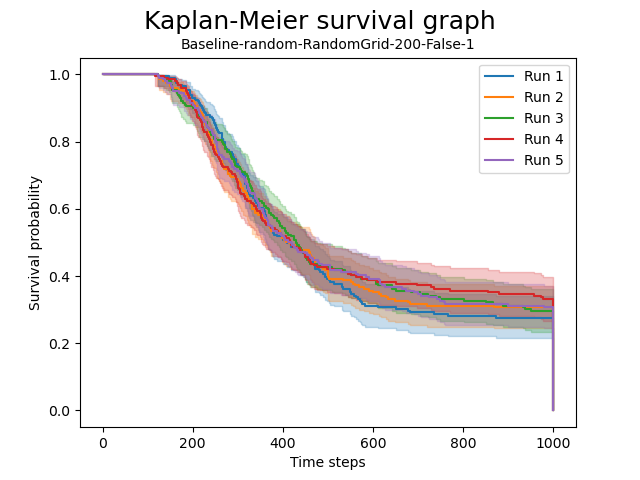 Kaplan-Meier survival graph
Baseline-random-RandomGrid-200-False-1
Run 1
Run 2
Run 3
Run 4
Run 5
Survival probability
1.0
0.8
0.6
0.4
0.2
0.0
0 200 400 600 800 1000
Time steps